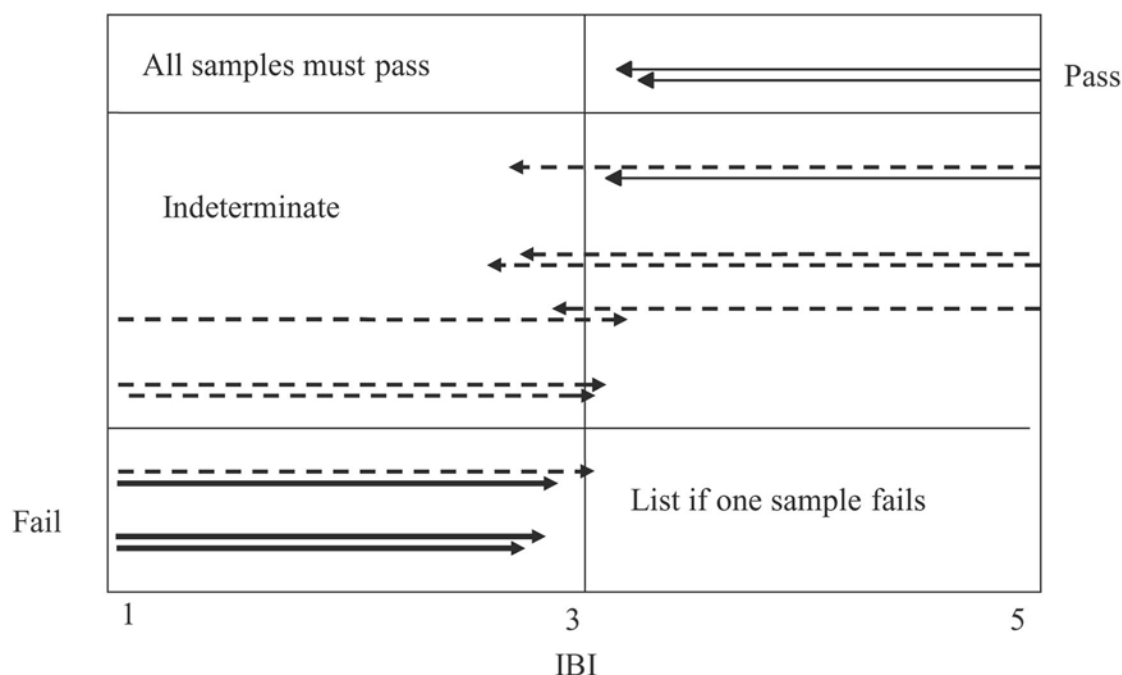 All samples must pass
Pass
Indeterminate
List if one sample fails
Fail
1 3 5
IBI